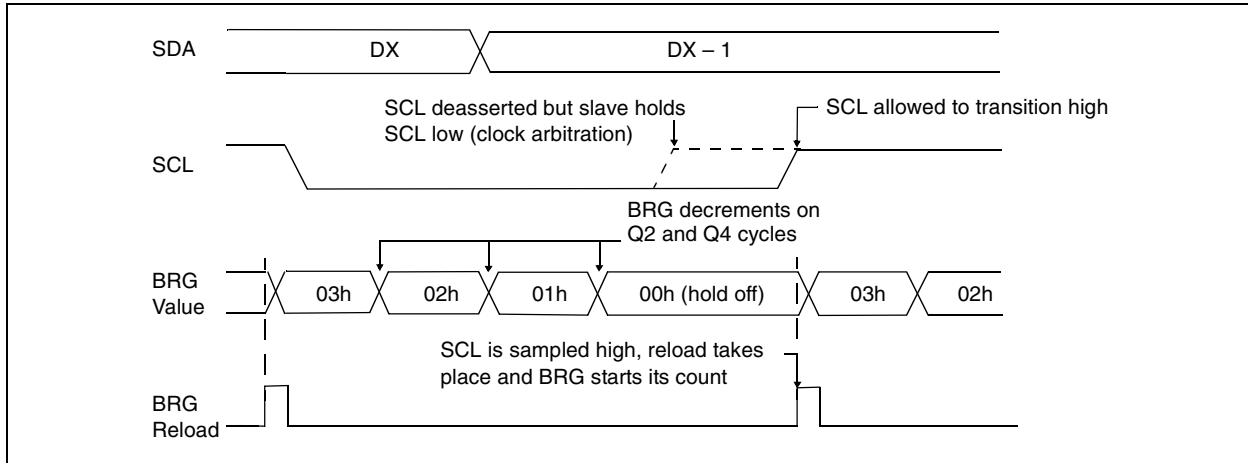 SDA
DX
DX – 1
SCL deasserted but slave holds
SCL low (clock arbitration)
SCL allowed to transition high
SCL
BRG decrements on
Q2 and Q4 cycles
BRG
Value
03h
02h
01h
00h (hold off)
03h
02h
SCL is sampled high, reload takes
place and BRG starts its count
BRG
Reload